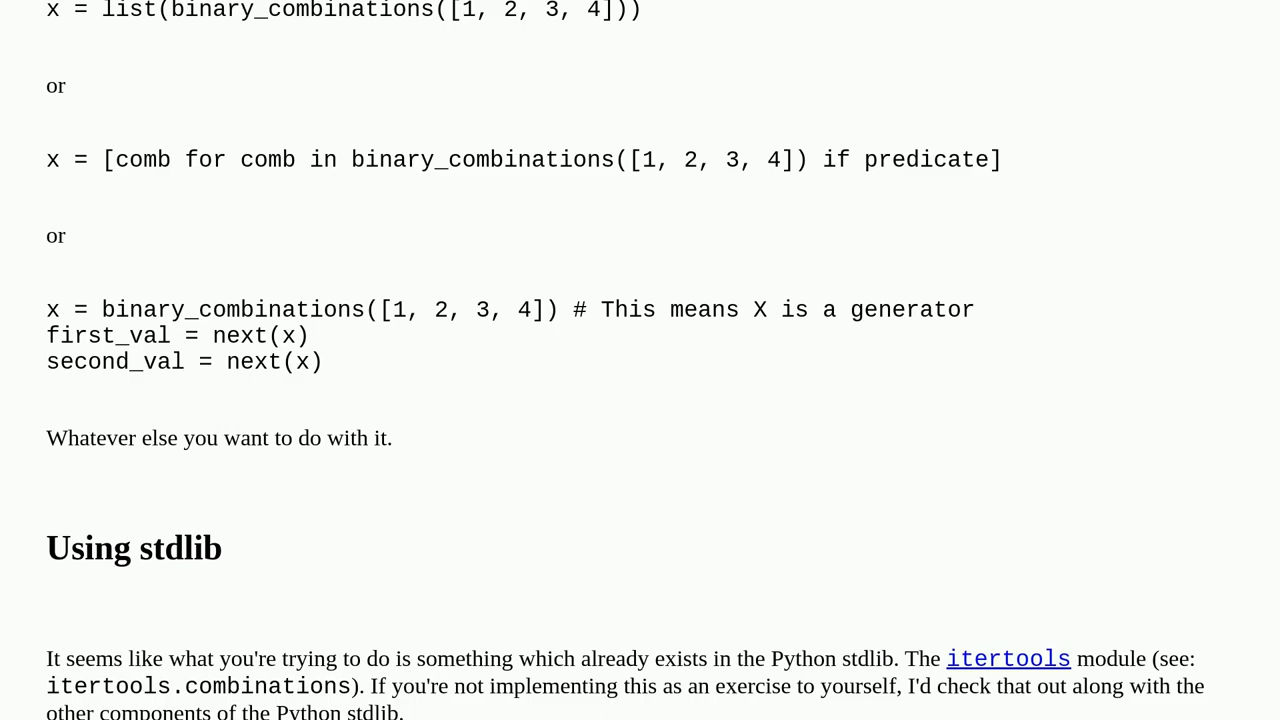 x = list(binary_combinations([1, 2, 3, 4]))
or
x = [comb for comb in binary_combinations([1, 2, 3, 4]) if predicate]
or
x = binary_combinations([1, 2, 3, 4]) # This means X is a generator
first_val = next(x)
second_val = next(x)
Whatever else you want to do with it.
Using stdlib
It seems like what you're trying to do is something which already exists in the Python stdlib. The itertools module (see:
itertools.combinations). If you're not implementing this as an exercise to yourself, I'd check that out along with the
other components of the Python stdlib.